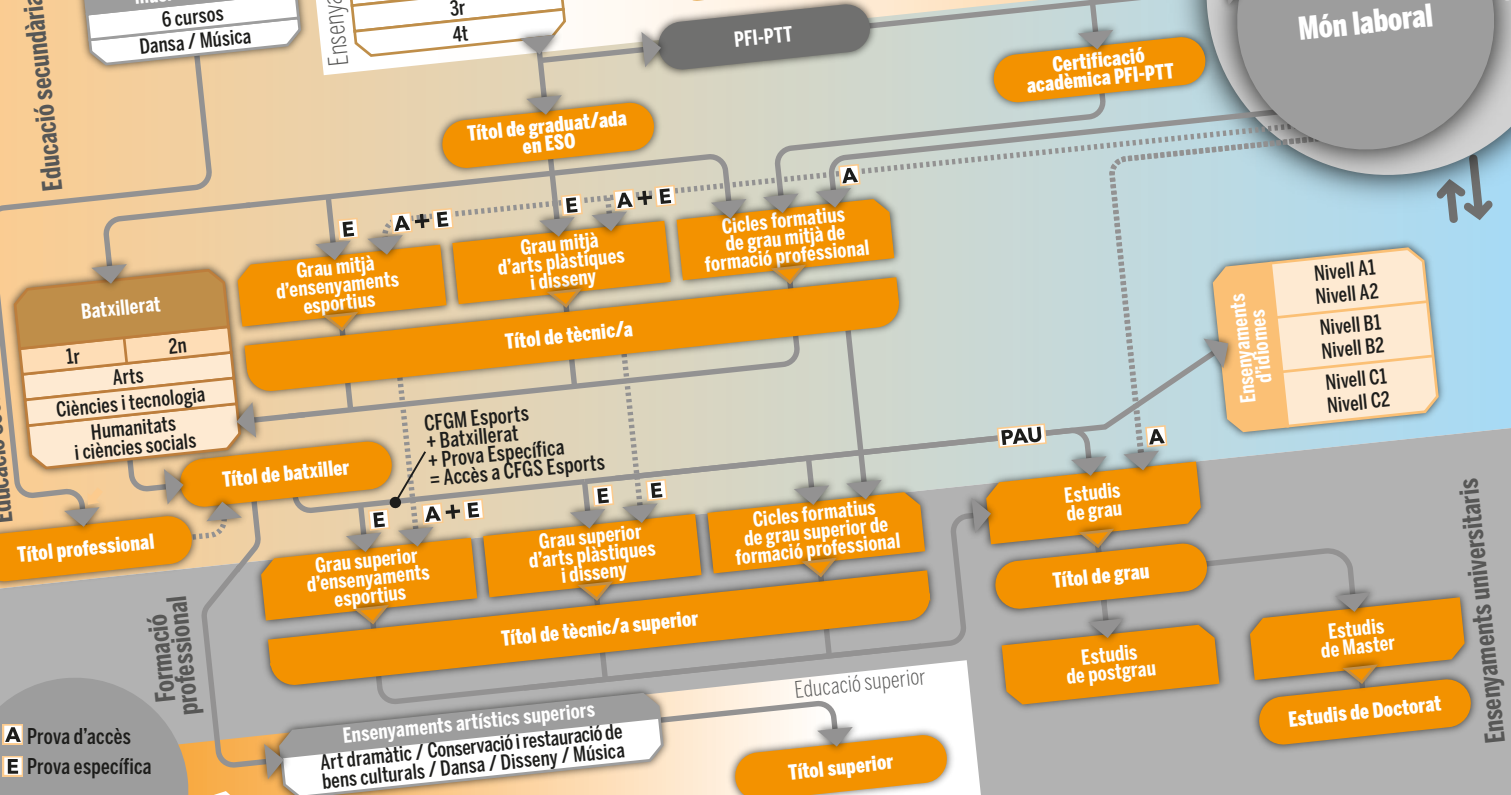 Educació secundària
6 cursos
Dansa / Música
3r
4t
PFI-PTT
Món laboral
Certificació
acadèmica PFI-PTT
Títol de graduat/ada
en ESO
E
A + E
E
A + E
A
Grau mitjà
d'ensenyaments
esportius
Grau mitjà
d'arts plàstiques
i disseny
Cicles formatius
de grau mitjà de
formació professional
Títol de tècnic/a
Batxillerat
1r
2n
Arts
Ciències i tecnologia
Humanitats
i ciències socials
Ensenyaments
d'idiomes
Nivell A1
Nivell A2
Nivell B1
Nivell B2
Nivell C1
Nivell C2
CFGM Esports
+ Batxillerat
+ Prova Específica
= Accès a CFGS Esports
PAU
A
Títol de batxiller
Títol professional
E
A + E
E
E
Grau superior
d'ensenyaments
esportius
Grau superior
d'arts plàstiques
i disseny
Cicles formatius
de grau superior de
formació professional
Títol de tècnic/a superior
Estudis
de grau
Títol de grau
Estudis
de postgrau
Estudis
de Master
Estudis de Doctorat
Ensenyaments universitaris
Formació
professional
Educació superior
Ensenyaments artístics superiors
Art dramàtic / Conservació i restauració de
bens culturals / Dansa / Disseny / Música
Títol superior
A Prova d'accès
E Prova específica